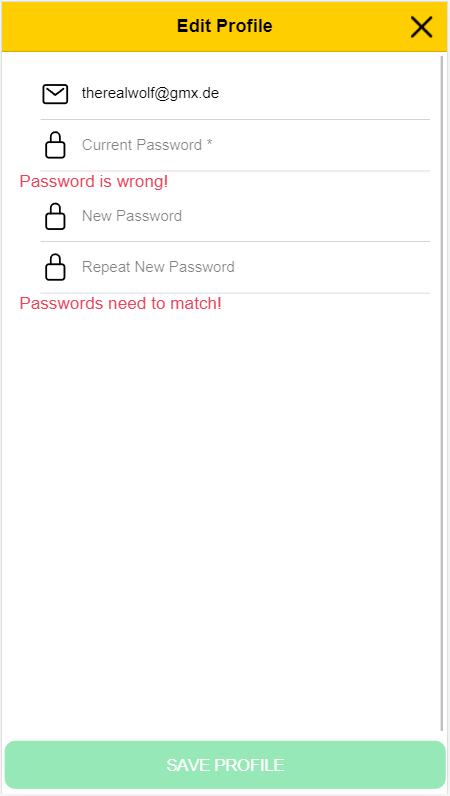 Edit Profile
therealwolf@gmx.de
Current Password *
Password is wrong!
New Password
Repeat New Password
Passwords need to match!
SAVE PROFILE